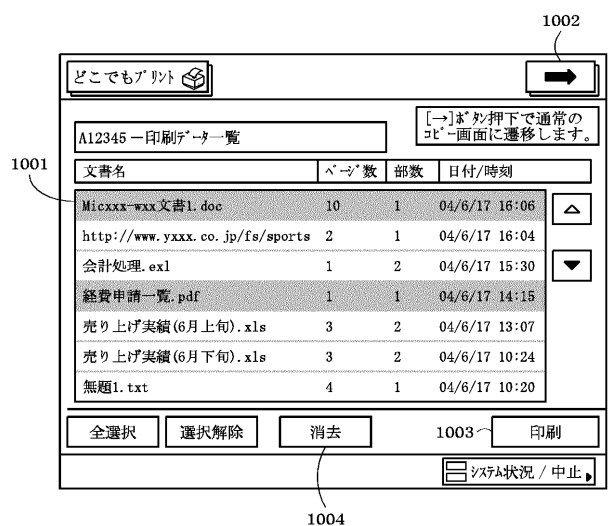 1002
どこでもプリント
[→]ボタン押下で通常の
コピー画面に遷移します。
A12345－印刷データ一覧
1001
文書名 ページ数 部数 日付/時刻
Micxxx-wxx文書1.doc 10 1 04/6/17 16:06
http://www.yxxx.co.jp/fs/sports 2 1 04/6/17 16:04
会計処理.exl 1 2 04/6/17 15:30
経費申請一覧.pdf 1 1 04/6/17 14:15
売り上げ実績(6月上旬).xls 3 2 04/6/17 13:07
売り上げ実績(6月下旬).xls 3 2 04/6/17 10:24
無題1.txt 4 1 04/6/17 10:20
全選択 選択解除 消去 1003 印刷
システム状況 / 中止
1004